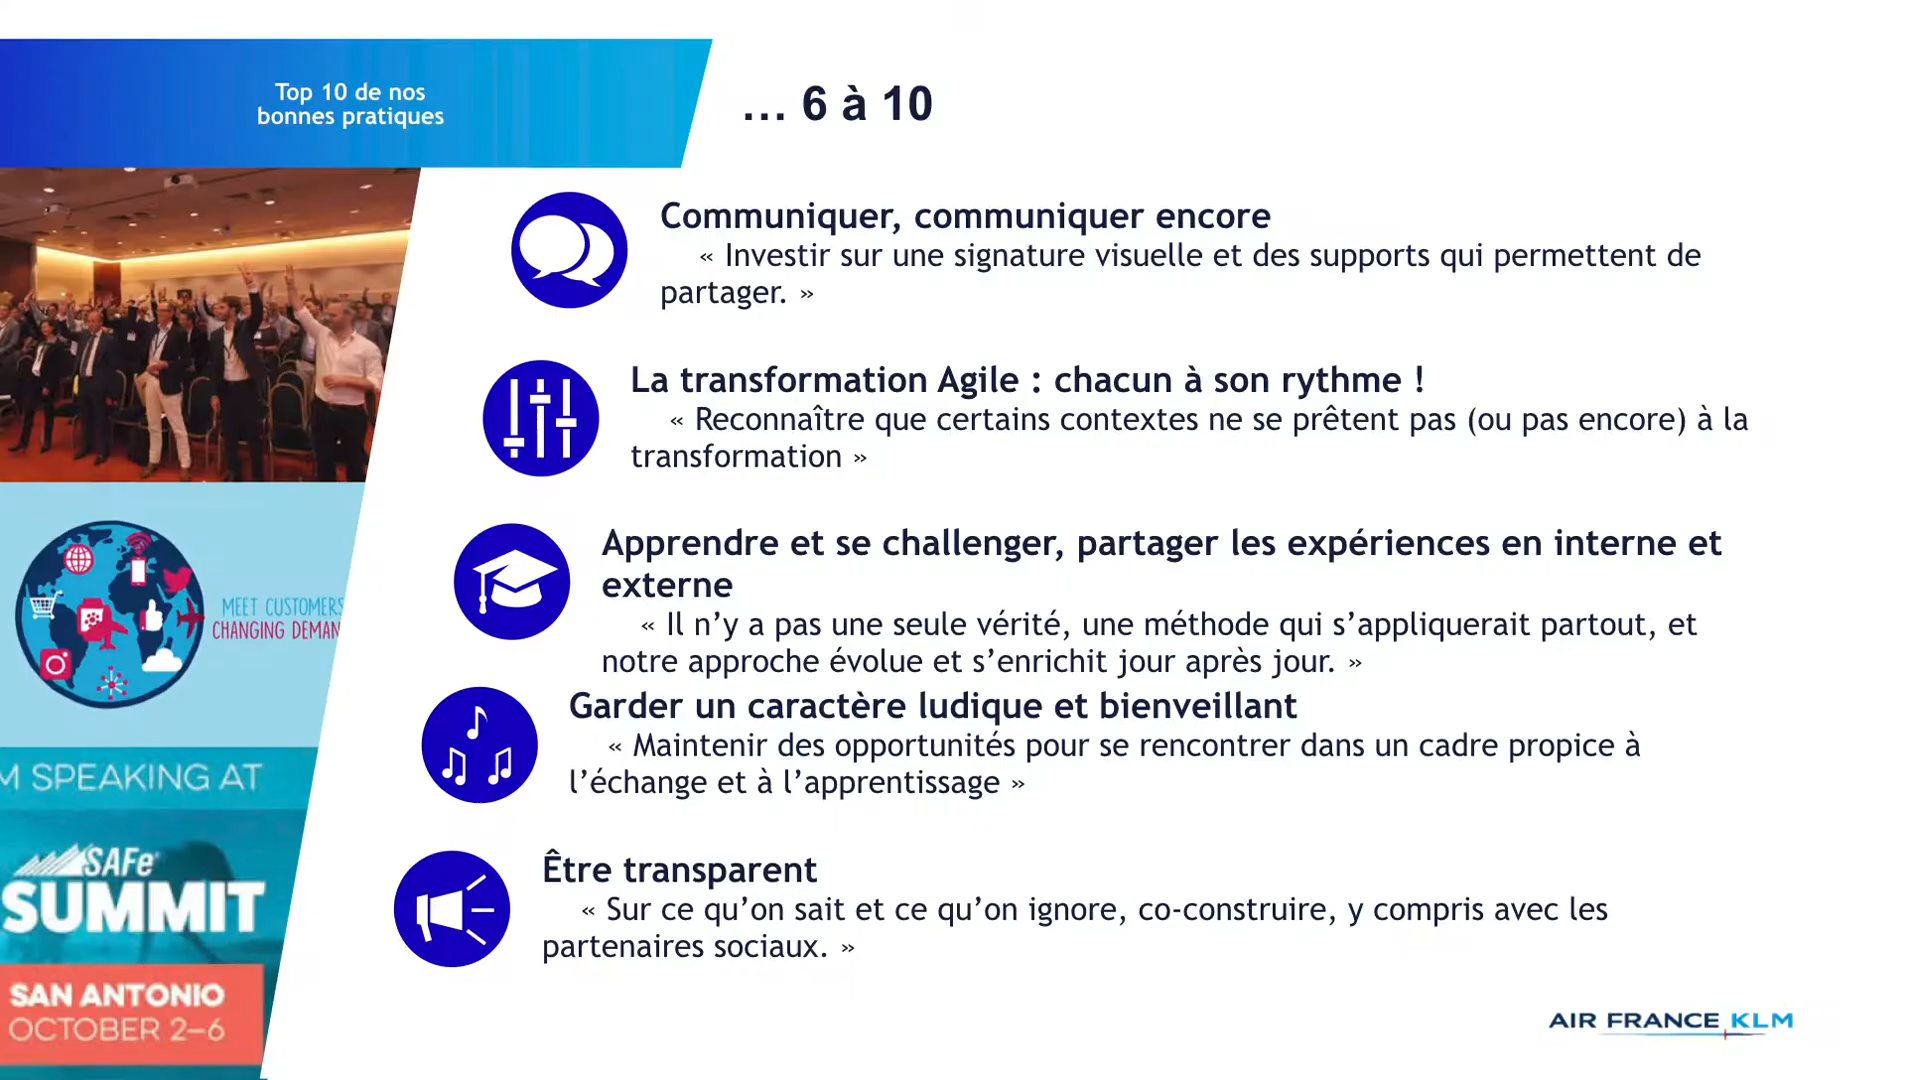 Top 10 de nos
bonnes pratiques
... 6 à 10
Communiquer, communiquer encore
« Investir sur une signature visuelle et des supports qui permettent de
partager. »
La transformation Agile : chacun à son rythme !
« Reconnaître que certains contextes ne se prêtent pas (ou pas encore) à la
transformation »
Apprendre et se challenger, partager les expériences en interne et
externe
« Il n’y a pas une seule vérité, une méthode qui s’appliquerait partout, et
notre approche évolue et s’enrichit jour après jour. »
Garder un caractère ludique et bienveillant
« Maintenir des opportunités pour se rencontrer dans un cadre propice à
l’échange et à l’apprentissage »
Être transparent
« Sur ce qu’on sait et ce qu’on ignore, co-construire, y compris avec les
partenaires sociaux. »
MEET CUSTOMERS
CHANGING DEMAN
M SPEAKING AT
SAFe®
SUMMIT
SAN ANTONIO
OCTOBER 2–6
AIR FRANCE KLM